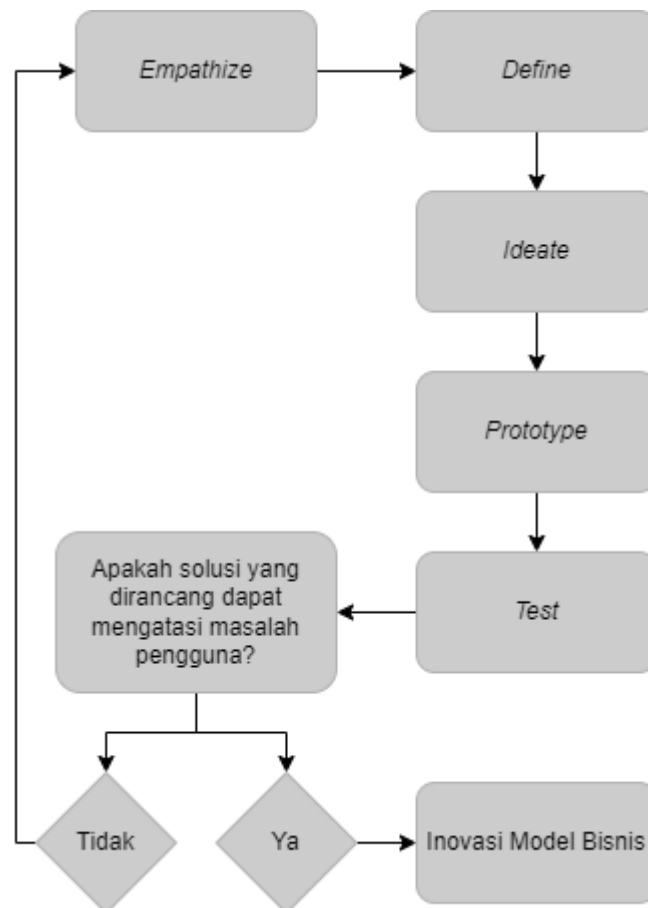 Empathize
Define
Ideate
Prototype
Test
Apakah solusi yang
dirancang dapat
mengatasi masalah
pengguna?
Tidak
Ya
Inovasi Model Bisnis